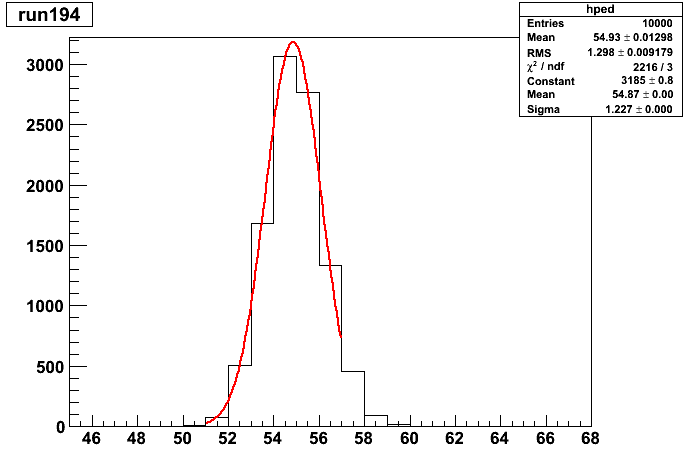 run194
hped
Entries 10000
Mean 54.93 ± 0.01298
RMS 1.298 ± 0.009179
χ² / ndf 2216 / 3
Constant 3185 ± 0.8
Mean 54.87 ± 0.00
Sigma 1.227 ± 0.000
3000
2500
2000
1500
1000
500
0
46 48 50 52 54 56 58 60 62 64 66 68